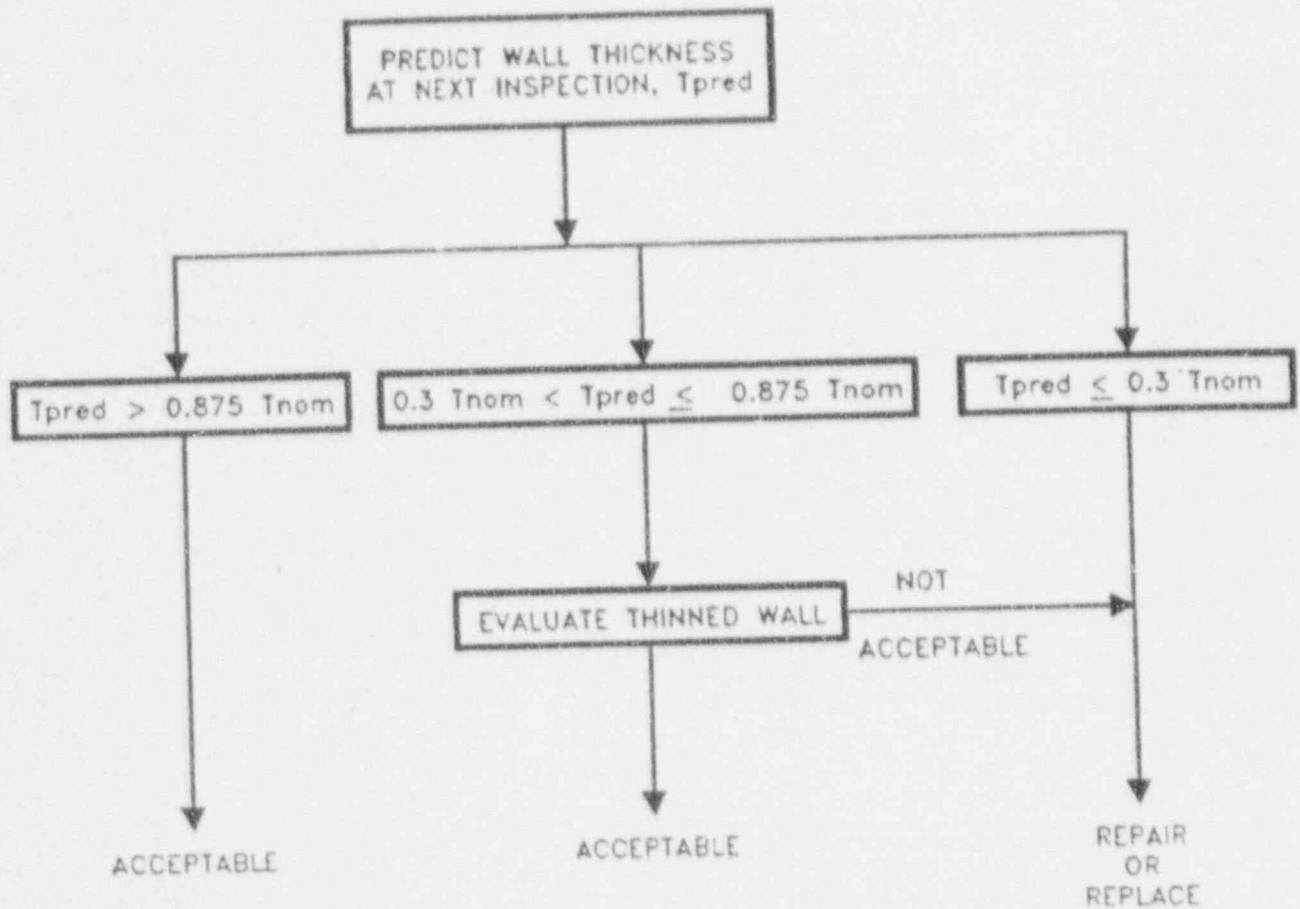 PREDICT WALL THICKNESS
AT NEXT INSPECTION, Tpred
Tpred > 0.875 Tnom
0.3 Tnom < Tpred ≤ 0.875 Tnom
Tpred ≤ 0.3 Tnom
EVALUATE THINNED WALL
NOT
ACCEPTABLE
ACCEPTABLE
ACCEPTABLE
REPAIR
OR
REPLACE